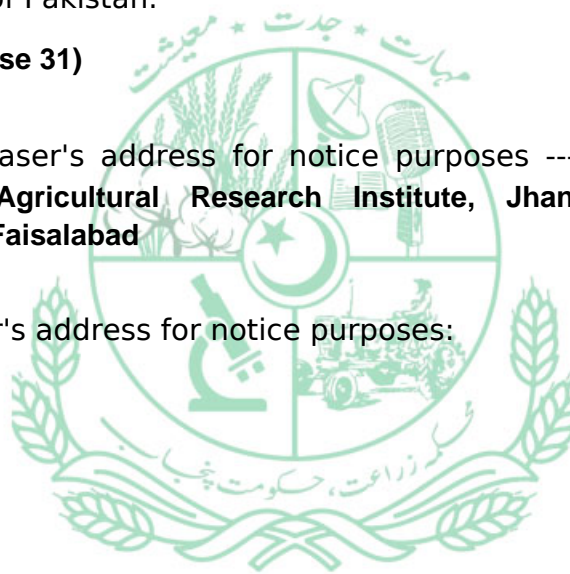 of Pakistan.
مہارت ٭ جدت ٭ معیشت
se 31)
aser's address for notice purposes ---
Agricultural Research Institute, Jhan
Faisalabad
r's address for notice purposes:
محکمہ زراعت، حکومت پنجاب